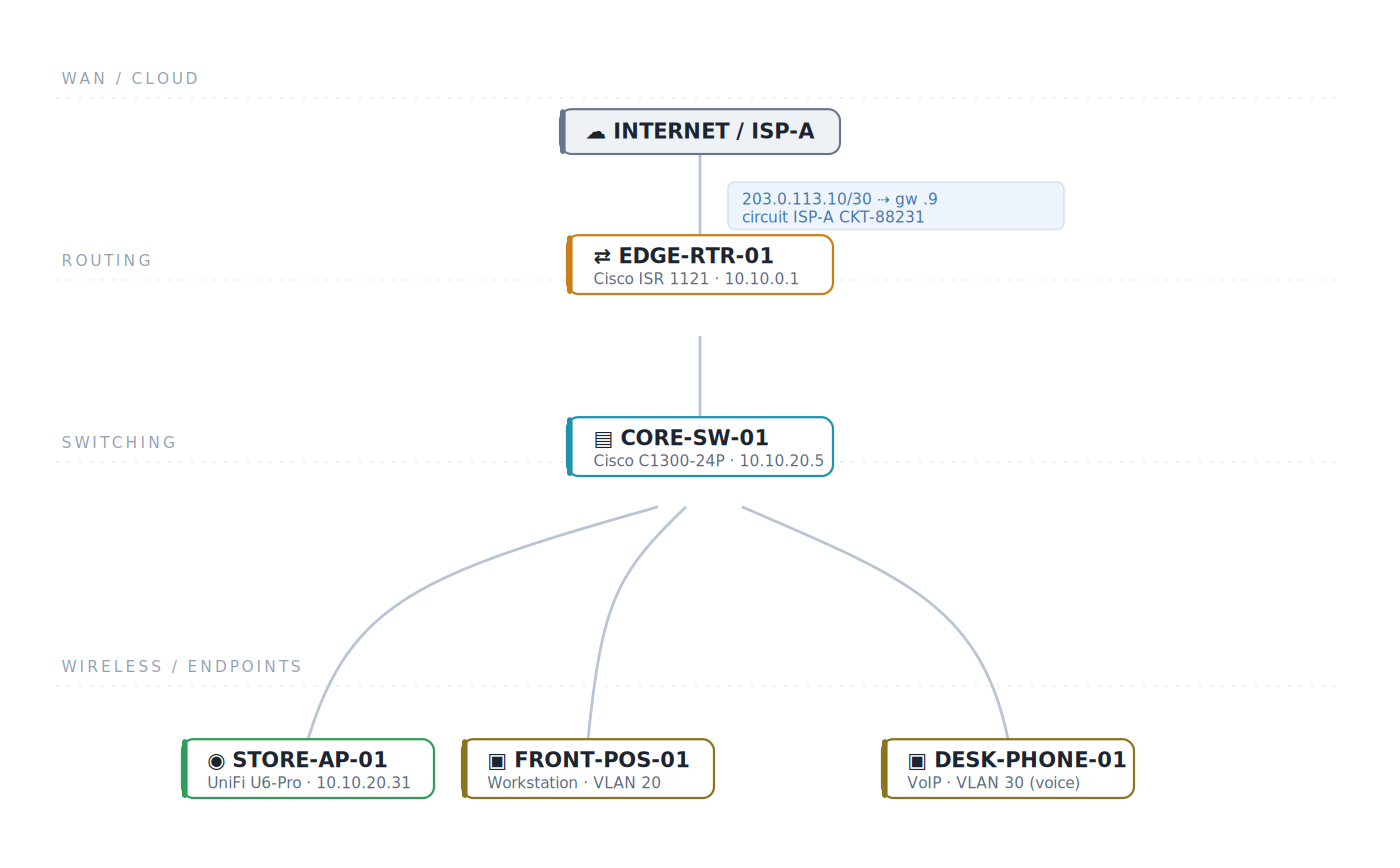 WAN / CLOUD
☁ INTERNET / ISP-A
203.0.113.10/30 ⇢ gw .9
circuit ISP-A CKT-88231
ROUTING
⇄ EDGE-RTR-01
Cisco ISR 1121 · 10.10.0.1
SWITCHING
▤ CORE-SW-01
Cisco C1300-24P · 10.10.20.5
WIRELESS / ENDPOINTS
◉ STORE-AP-01
UniFi U6-Pro · 10.10.20.31
▣ FRONT-POS-01
Workstation · VLAN 20
▣ DESK-PHONE-01
VoIP · VLAN 30 (voice)